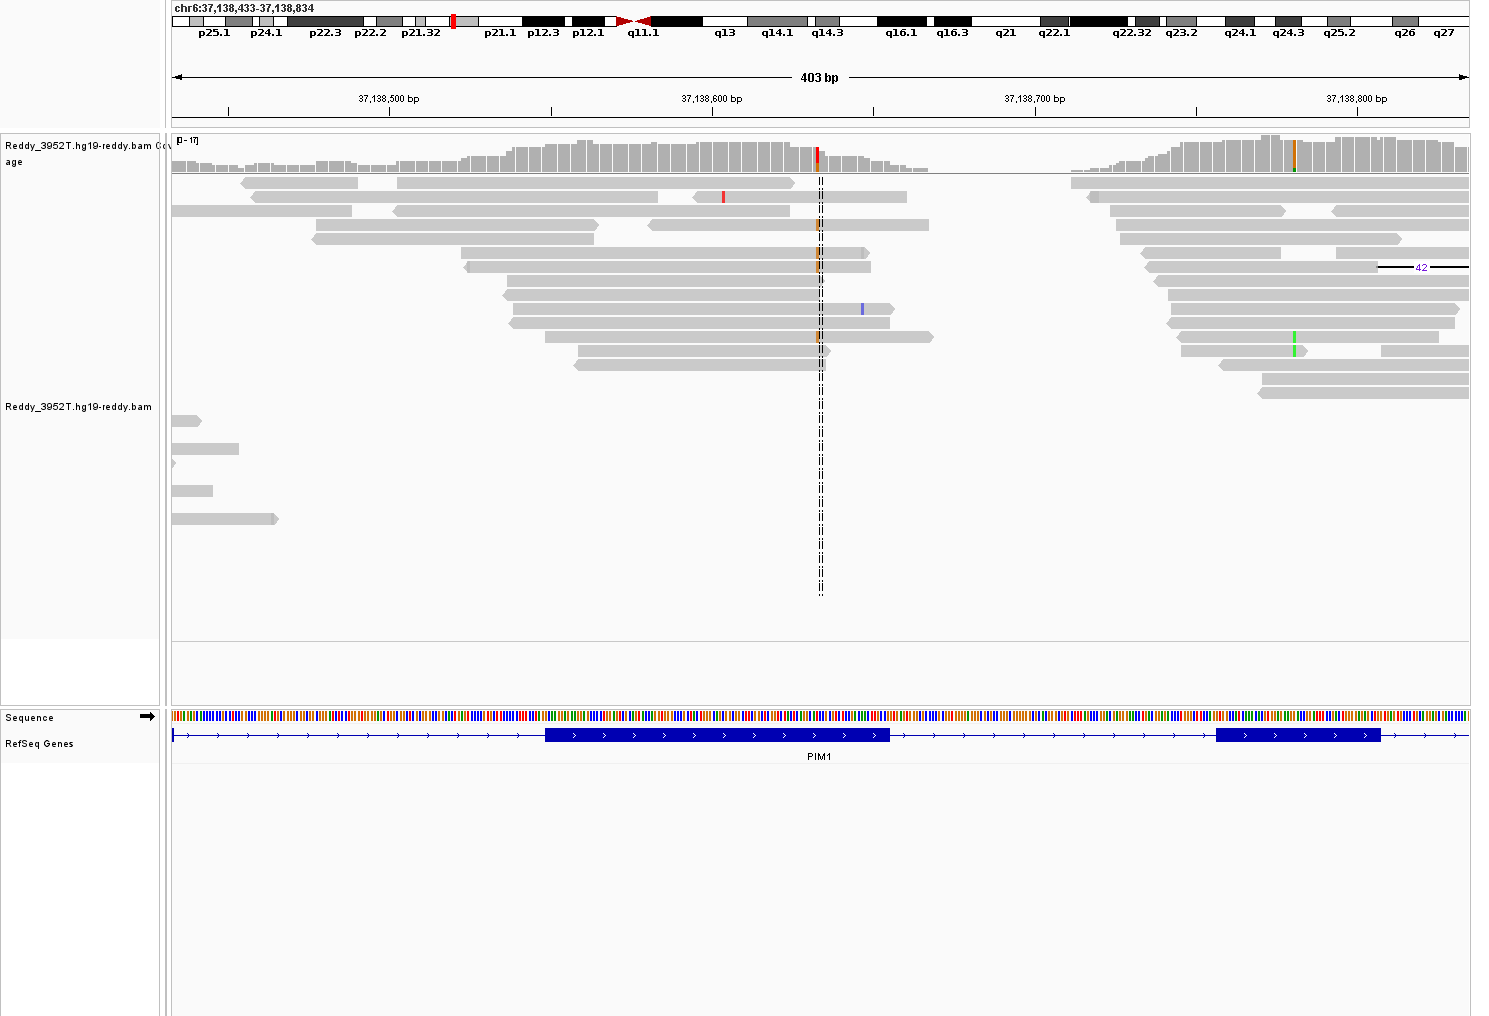 chr6:37,138,433-37,138,834
p25.1 p24.1 p22.3 p22.2 p21.32 p21.1 p12.3 p12.1 q11.1 q13 q14.1 q14.3 q16.1 q16.3 q21 q22.1 q22.32 q23.2 q24.1 q24.3 q25.2 q26 q27
403 bp
37,138,500 bp 37,138,600 bp 37,138,700 bp 37,138,800 bp
Reddy_3952T.hg19-reddy.bam Cov
age
[0 - 17]
42
Reddy_3952T.hg19-reddy.bam
Sequence
RefSeq Genes
PIM1